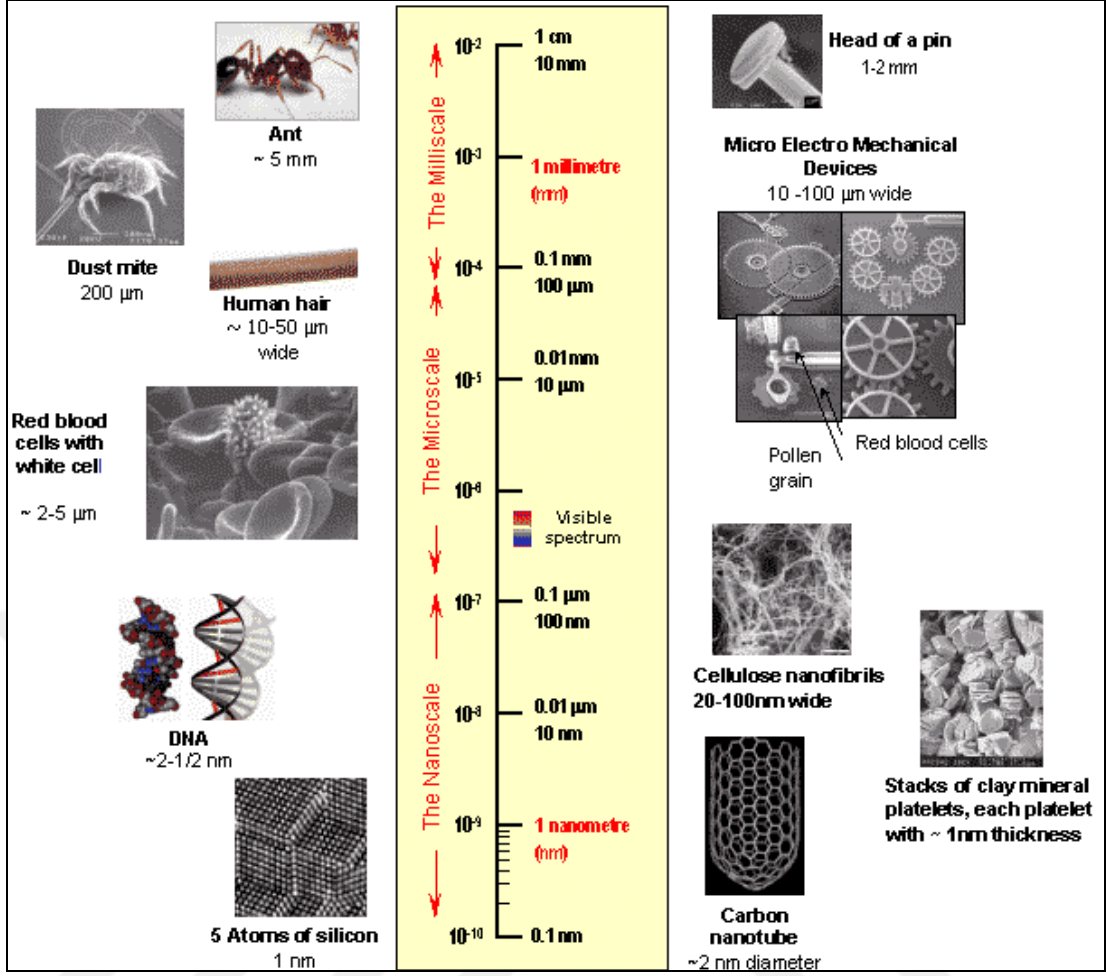 Ant
~ 5 mm
Dust mite
200 µm
Human hair
~ 10-50 µm
wide
Red blood
cells with
white cell
~ 2-5 µm
DNA
~2-1/2 nm
5 Atoms of silicon
1 nm
The Milliscale
The Microscale
The Nanoscale
10-2
1 cm
10 mm
10-3
1 millimetre
(mm)
10-4
0.1 mm
100 µm
10-5
0.01 mm
10 µm
10-6
Visible
spectrum
10-7
0.1 µm
100 nm
10-8
0.01 µm
10 nm
10-9
1 nanometre
(nm)
10-10
0.1 nm
Head of a pin
1-2 mm
Micro Electro Mechanical
Devices
10 -100 µm wide
Pollen
grain
Red blood cells
Cellulose nanofibrils
20-100nm wide
Stacks of clay mineral
platelets, each platelet
with ~ 1nm thickness
Carbon
nanotube
~2 nm diameter